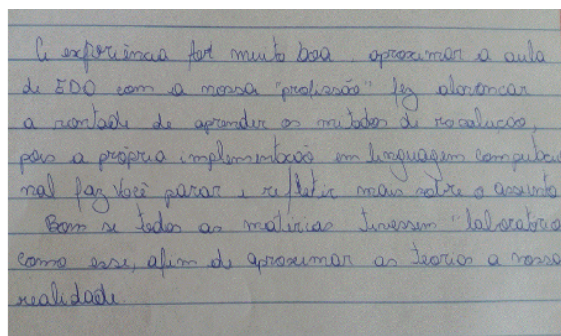 A experiência foi muito boa, aproximar a aula
de EDO com a nossa "profissão" fez alavancar
a vontade de aprender os métodos de resolução,
pois a própria implementação em linguagem computacio
nal faz você parar e refletir mais sobre o assunto
Bom se todas as matérias tivessem "laboratório
como esse, afim de aproximar as teorias a nossa
realidade.